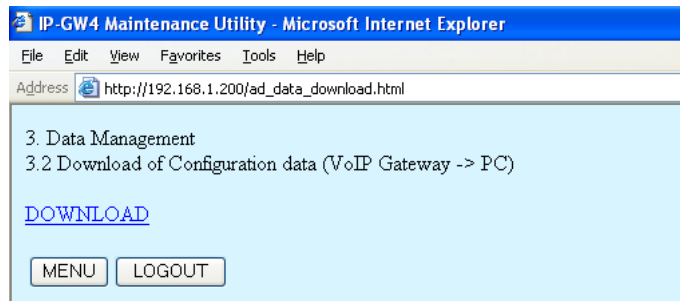 IP-GW4 Maintenance Utility - Microsoft Internet Explorer
File Edit View Favorites Tools Help
Address http://192.168.1.200/ad_data_download.html
3. Data Management
3.2 Download of Configuration data (VoIP Gateway -> PC)
DOWNLOAD
MENU LOGOUT